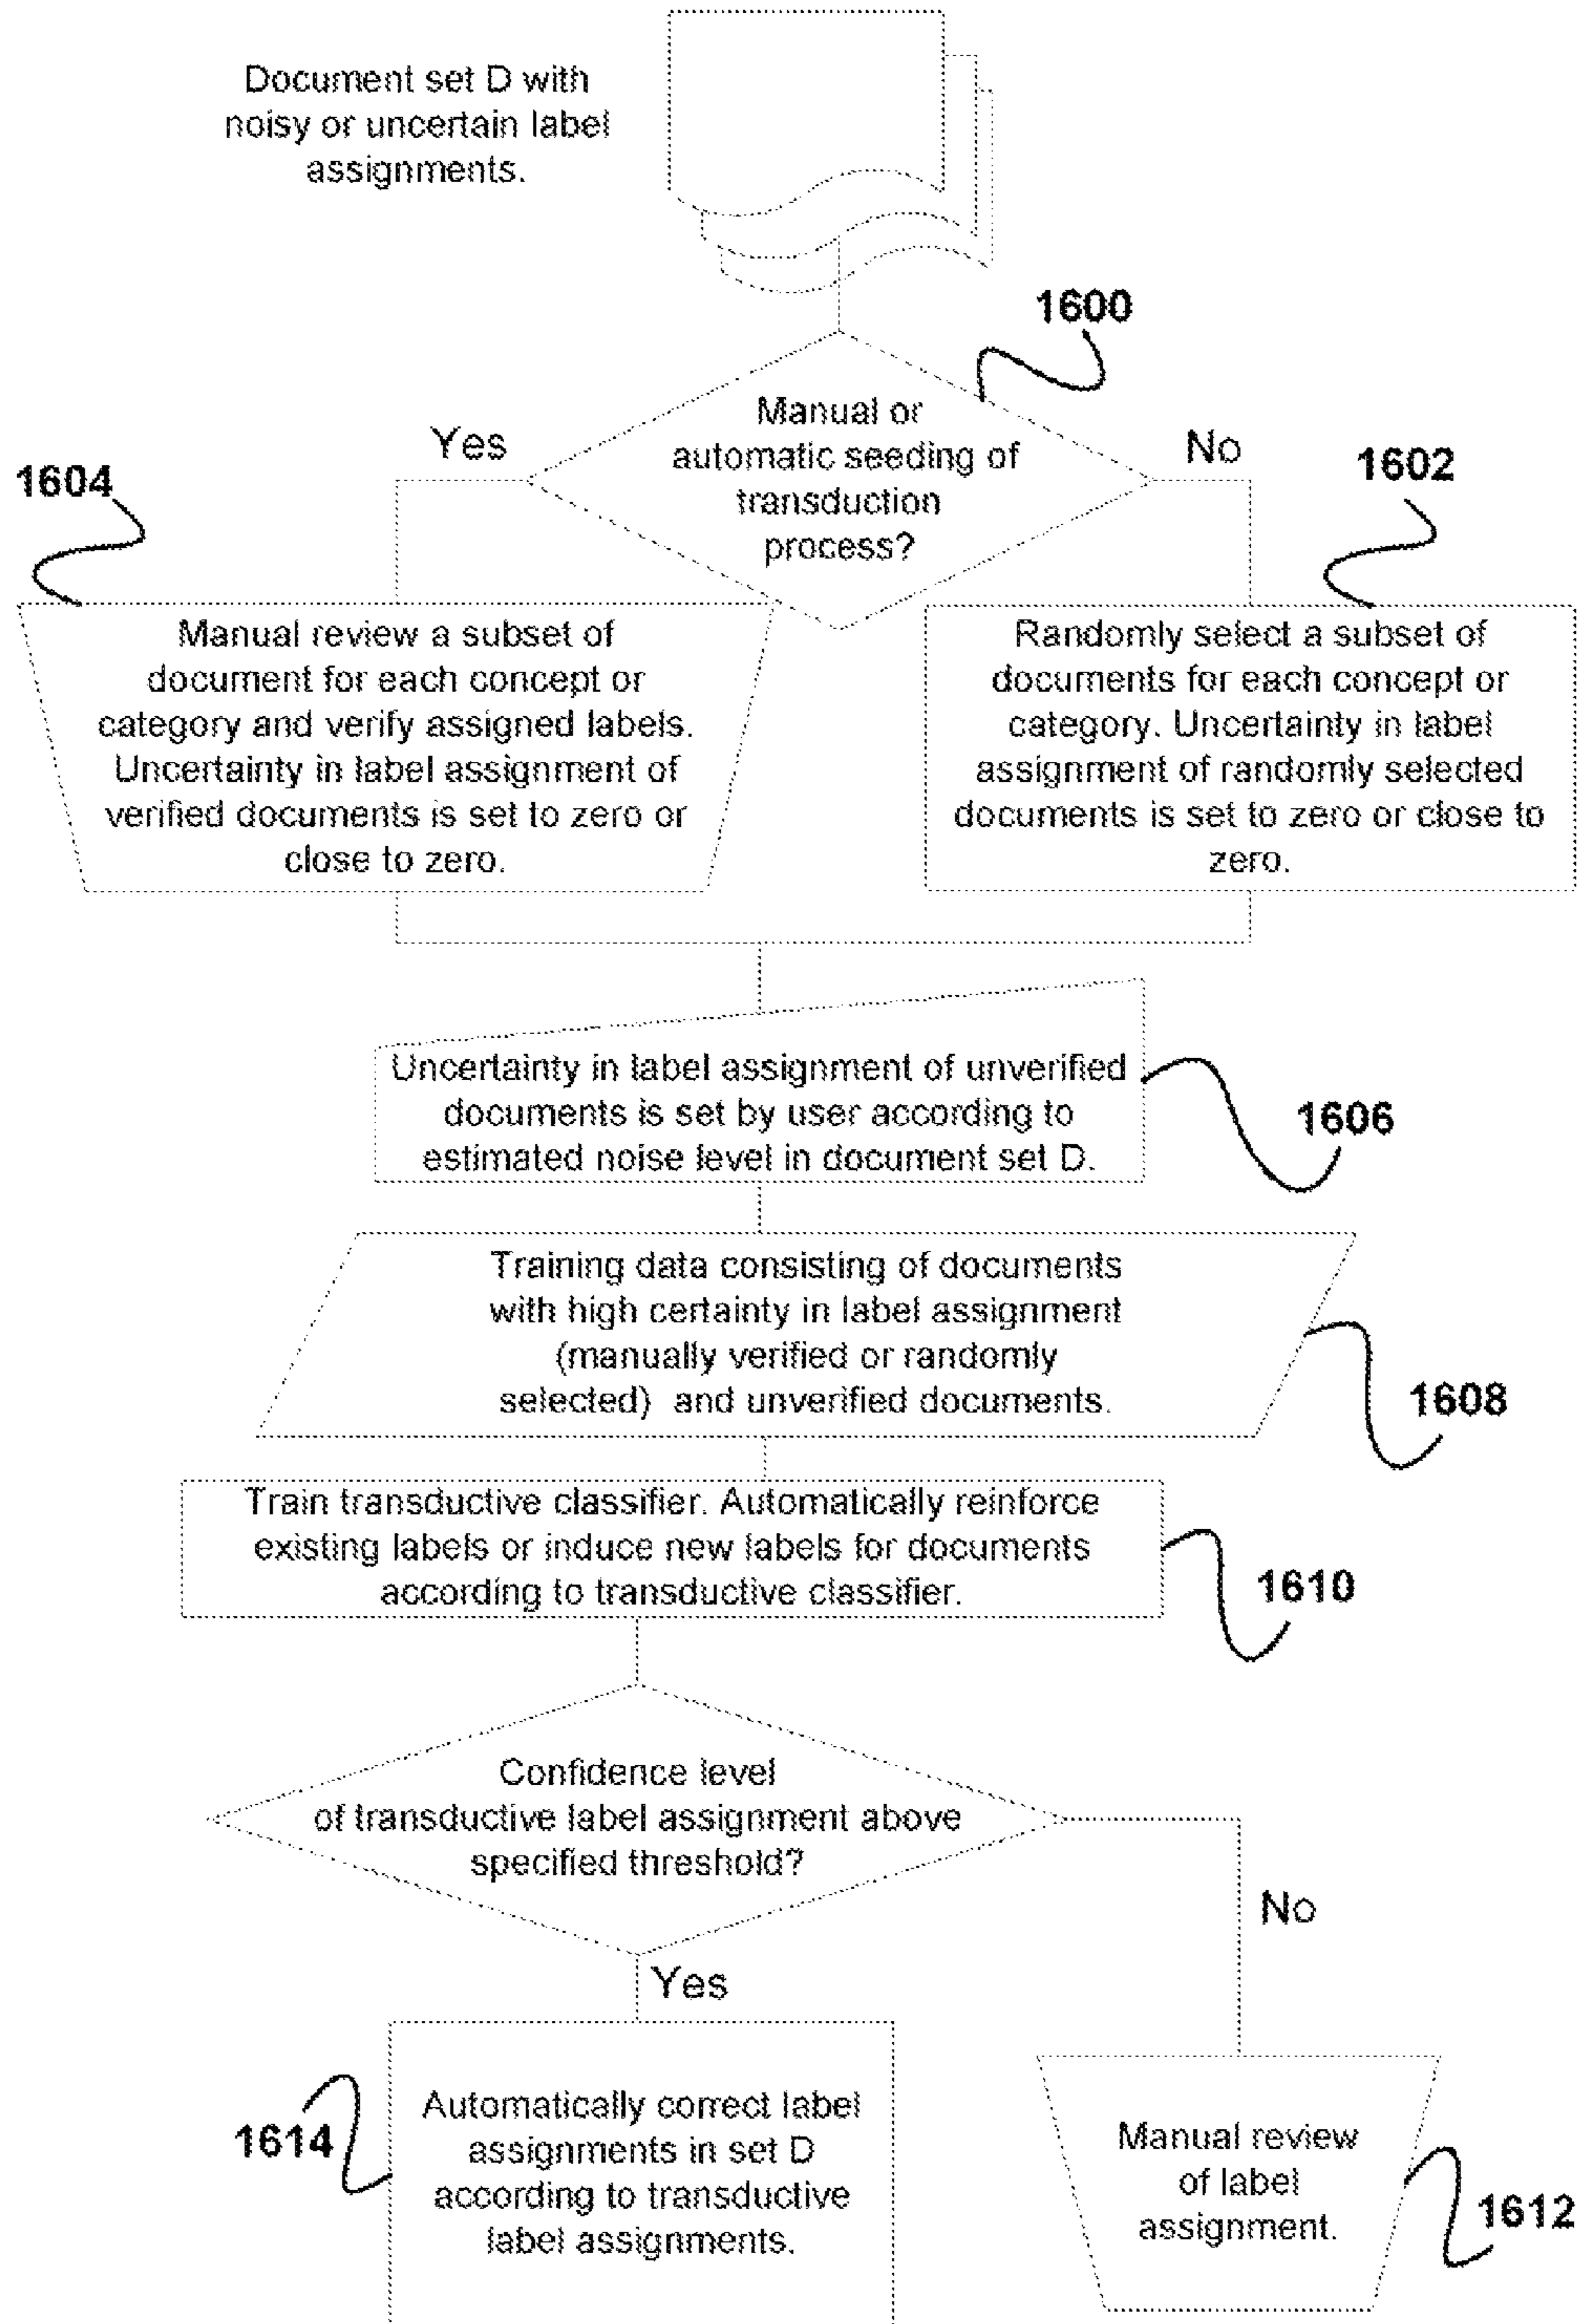 Document set D with
noisy or uncertain label
assignments.
1600
Manual or
automatic seeding of
transduction
process?
Yes
No
1604
1602
Manual review a subset of
document for each concept or
category and verify assigned labels.
Uncertainty in label assignment of
verified documents is set to zero or
close to zero.
Randomly select a subset of
documents for each concept or
category. Uncertainty in label
assignment of randomly selected
documents is set to zero or close to
zero.
Uncertainty in label assignment of unverified
documents is set by user according to
estimated noise level in document set D.
1606
Training data consisting of documents
with high certainty in label assignment
(manually verified or randomly
selected) and unverified documents.
1608
Train transductive classifier. Automatically reinforce
existing labels or induce new labels for documents
according to transductive classifier.
1610
Confidence level
of transductive label assignment above
specified threshold?
No
Yes
Automatically correct label
assignments in set D
according to transductive
label assignments.
1614
Manual review
of label
assignment.
1612